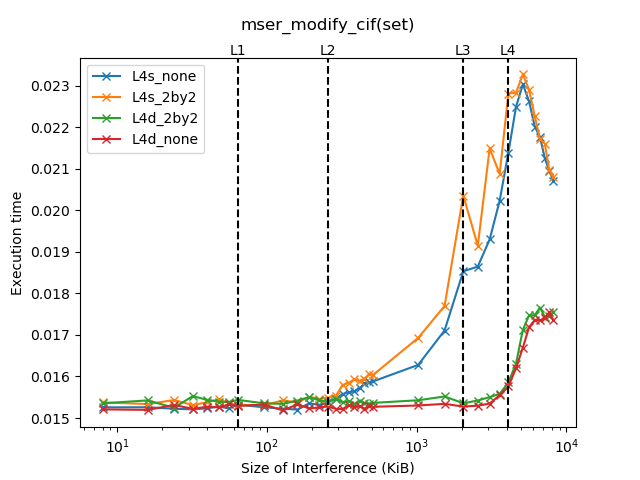 mser_modify_cif(set)
L1 L2 L3 L4
L4s_none
L4s_2by2
L4d_2by2
L4d_none
Execution time
0.023
0.022
0.021
0.020
0.019
0.018
0.017
0.016
0.015
10¹ 10² 10³ 10⁴
Size of Interference (KiB)